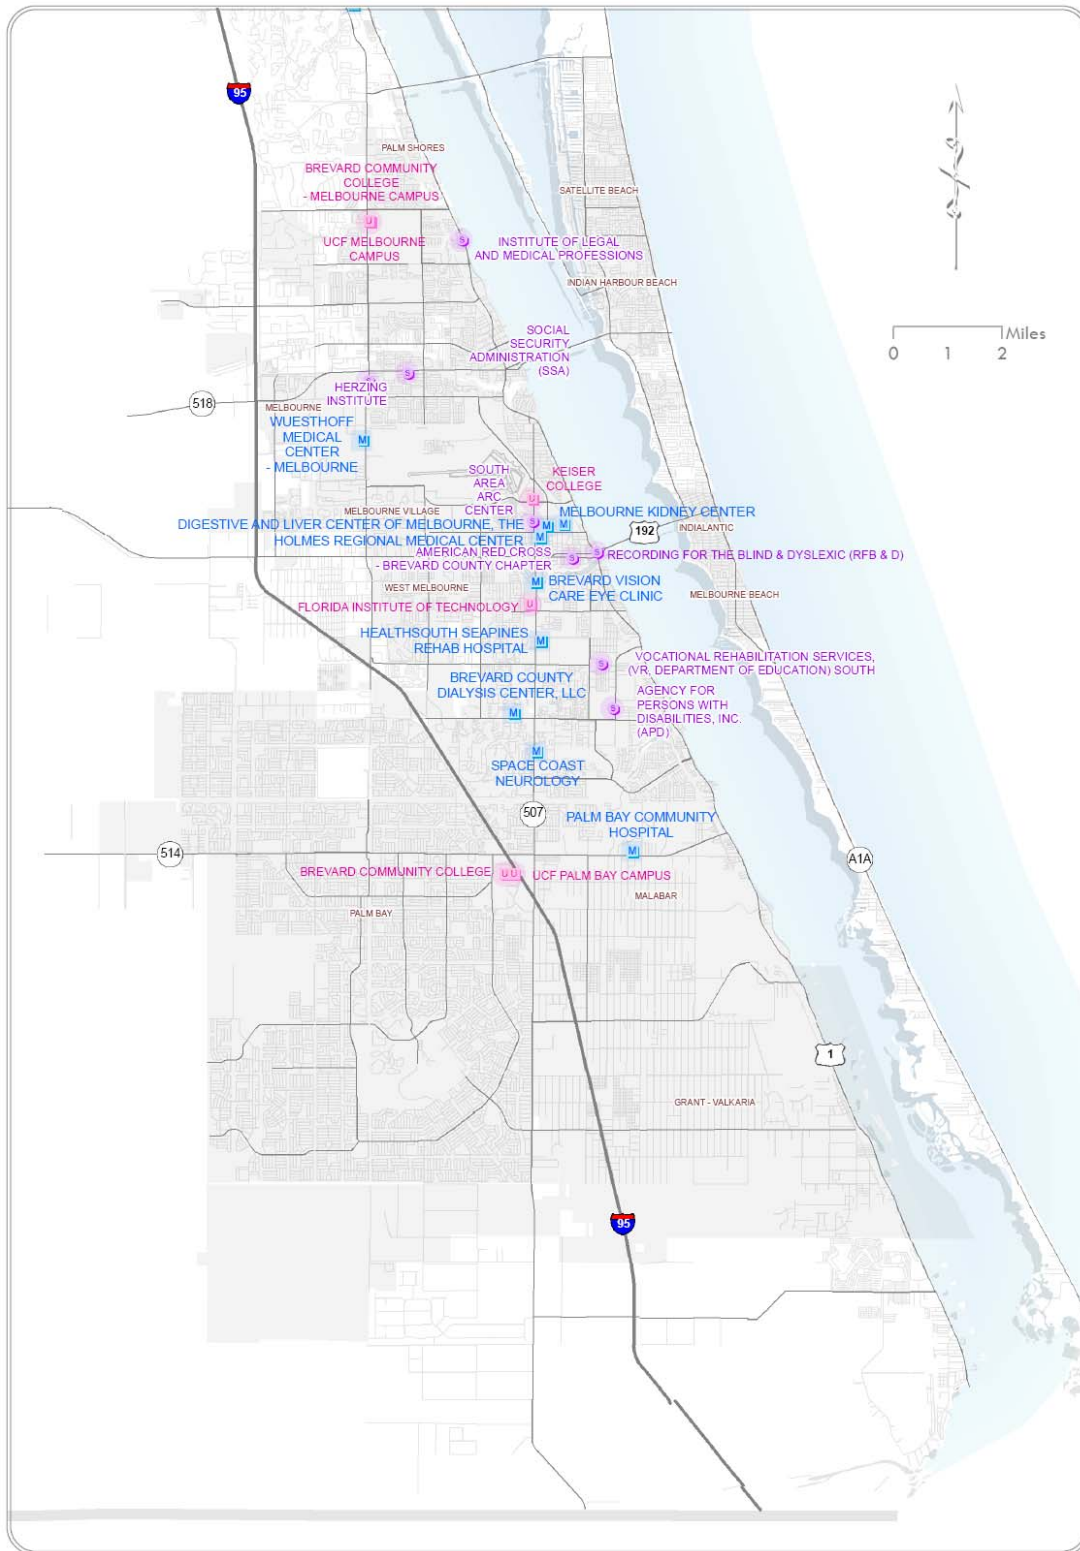 95
PALM SHORES
BREVARD COMMUNITY
COLLEGE
- MELBOURNE CAMPUS
SATELLITE BEACH
U
UCF MELBOURNE
CAMPUS
S
INSTITUTE OF LEGAL
AND MEDICAL PROFESSIONS
INDIAN HARBOUR BEACH
Miles
0 1 2
SOCIAL
SECURITY
ADMINISTRATION
(SSA)
S
S
HERZING
INSTITUTE
518
MELBOURNE
WUESTHOFF
MEDICAL
CENTER
- MELBOURNE
M
SOUTH
AREA
ARC
CENTER
KEISER
COLLEGE
U
MELBOURNE VILLAGE
MELBOURNE KIDNEY CENTER
S
M
M
DIGESTIVE AND LIVER CENTER OF MELBOURNE, THE
192
INDIALANTIC
HOLMES REGIONAL MEDICAL CENTER
M
AMERICAN RED CROSS
- BREVARD COUNTY CHAPTER
S
S
RECORDING FOR THE BLIND & DYSLEXIC (RFB & D)
WEST MELBOURNE
M
BREVARD VISION
CARE EYE CLINIC
MELBOURNE BEACH
FLORIDA INSTITUTE OF TECHNOLOGY
U
HEALTHSOUTH SEAPINES
REHAB HOSPITAL
M
S
VOCATIONAL REHABILITATION SERVICES,
(VR, DEPARTMENT OF EDUCATION) SOUTH
BREVARD COUNTY
DIALYSIS CENTER, LLC
M
S
AGENCY FOR
PERSONS WITH
DISABILITIES, INC.
(APD)
M
SPACE COAST
NEUROLOGY
507
PALM BAY COMMUNITY
HOSPITAL
M
514
A1A
BREVARD COMMUNITY COLLEGE
U U
UCF PALM BAY CAMPUS
MALABAR
PALM BAY
1
GRANT - VALKARIA
95